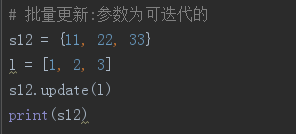 # 批量更新:参数为可迭代的
s12 = {11, 22, 33}
l = [1, 2, 3]
s12.update(l)
print(s12)